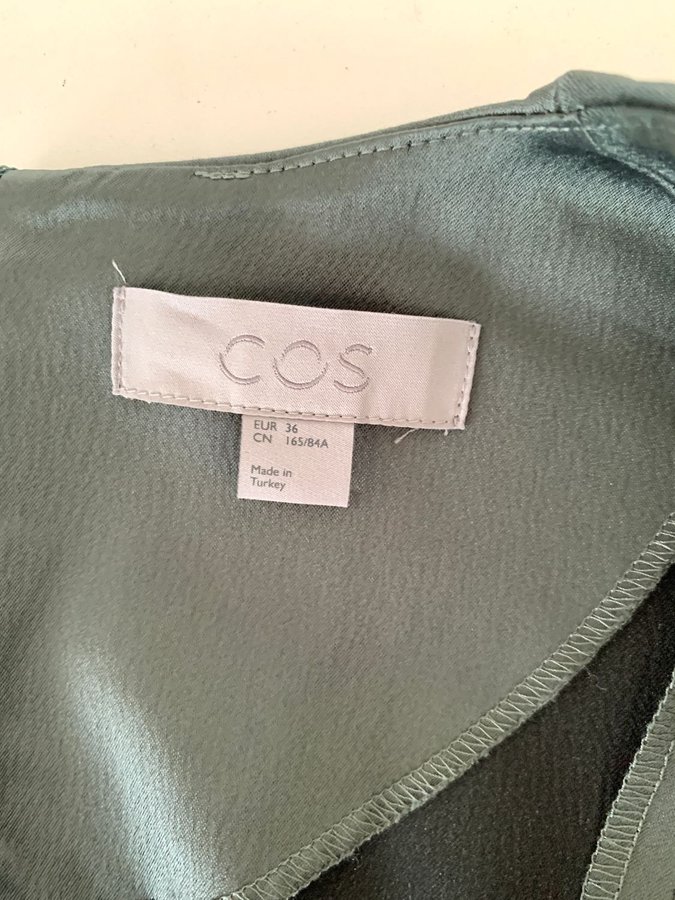 COS
EUR 36
CN 165/84A
Made in
Turkey